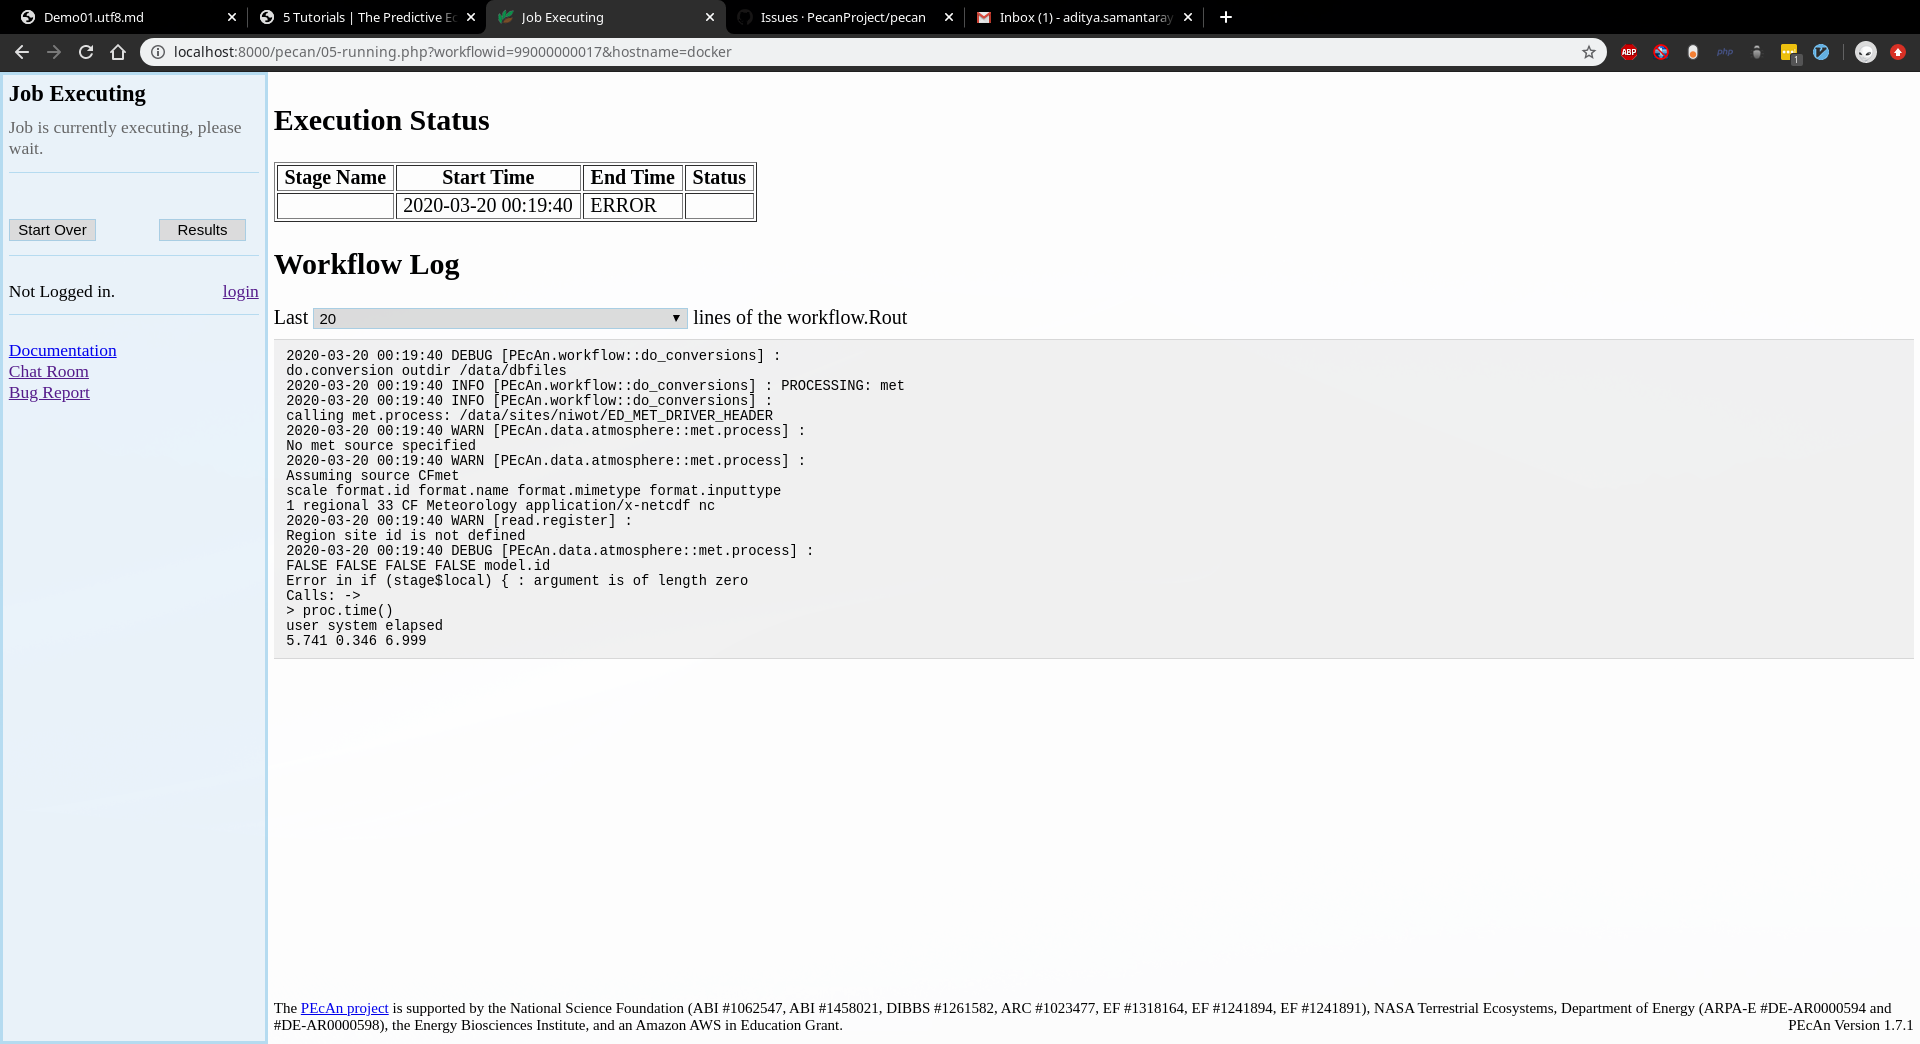 Demo01.utf8.md
5 Tutorials | The Predictive Ec
Job Executing
Issues · PecanProject/pecan
Inbox (1) - aditya.samantaray
localhost:8000/pecan/05-running.php?workflowid=99000000017&hostname=docker
ABP
php
1
Job Executing
Job is currently executing, please
wait.
Start Over
Results
Not Logged in.
login
Documentation
Chat Room
Bug Report
Execution Status
Stage Name Start Time End Time Status
2020-03-20 00:19:40 ERROR
Workflow Log
Last 20 lines of the workflow.Rout
2020-03-20 00:19:40 DEBUG [PEcAn.workflow::do_conversions] :
do.conversion outdir /data/dbfiles
2020-03-20 00:19:40 INFO [PEcAn.workflow::do_conversions] : PROCESSING: met
2020-03-20 00:19:40 INFO [PEcAn.workflow::do_conversions] :
calling met.process: /data/sites/niwot/ED_MET_DRIVER_HEADER
2020-03-20 00:19:40 WARN [PEcAn.data.atmosphere::met.process] :
No met source specified
2020-03-20 00:19:40 WARN [PEcAn.data.atmosphere::met.process] :
Assuming source CFmet
scale format.id format.name format.mimetype format.inputtype
1 regional 33 CF Meteorology application/x-netcdf nc
2020-03-20 00:19:40 WARN [read.register] :
Region site id is not defined
2020-03-20 00:19:40 DEBUG [PEcAn.data.atmosphere::met.process] :
FALSE FALSE FALSE FALSE model.id
Error in if (stage$local) { : argument is of length zero
Calls: ->
> proc.time()
user system elapsed
5.741 0.346 6.999
The PEcAn project is supported by the National Science Foundation (ABI #1062547, ABI #1458021, DIBBS #1261582, ARC #1023477, EF #1318164, EF #1241894, EF #1241891), NASA Terrestrial Ecosystems, Department of Energy (ARPA-E #DE-AR0000594 and
#DE-AR0000598), the Energy Biosciences Institute, and an Amazon AWS in Education Grant.
PEcAn Version 1.7.1